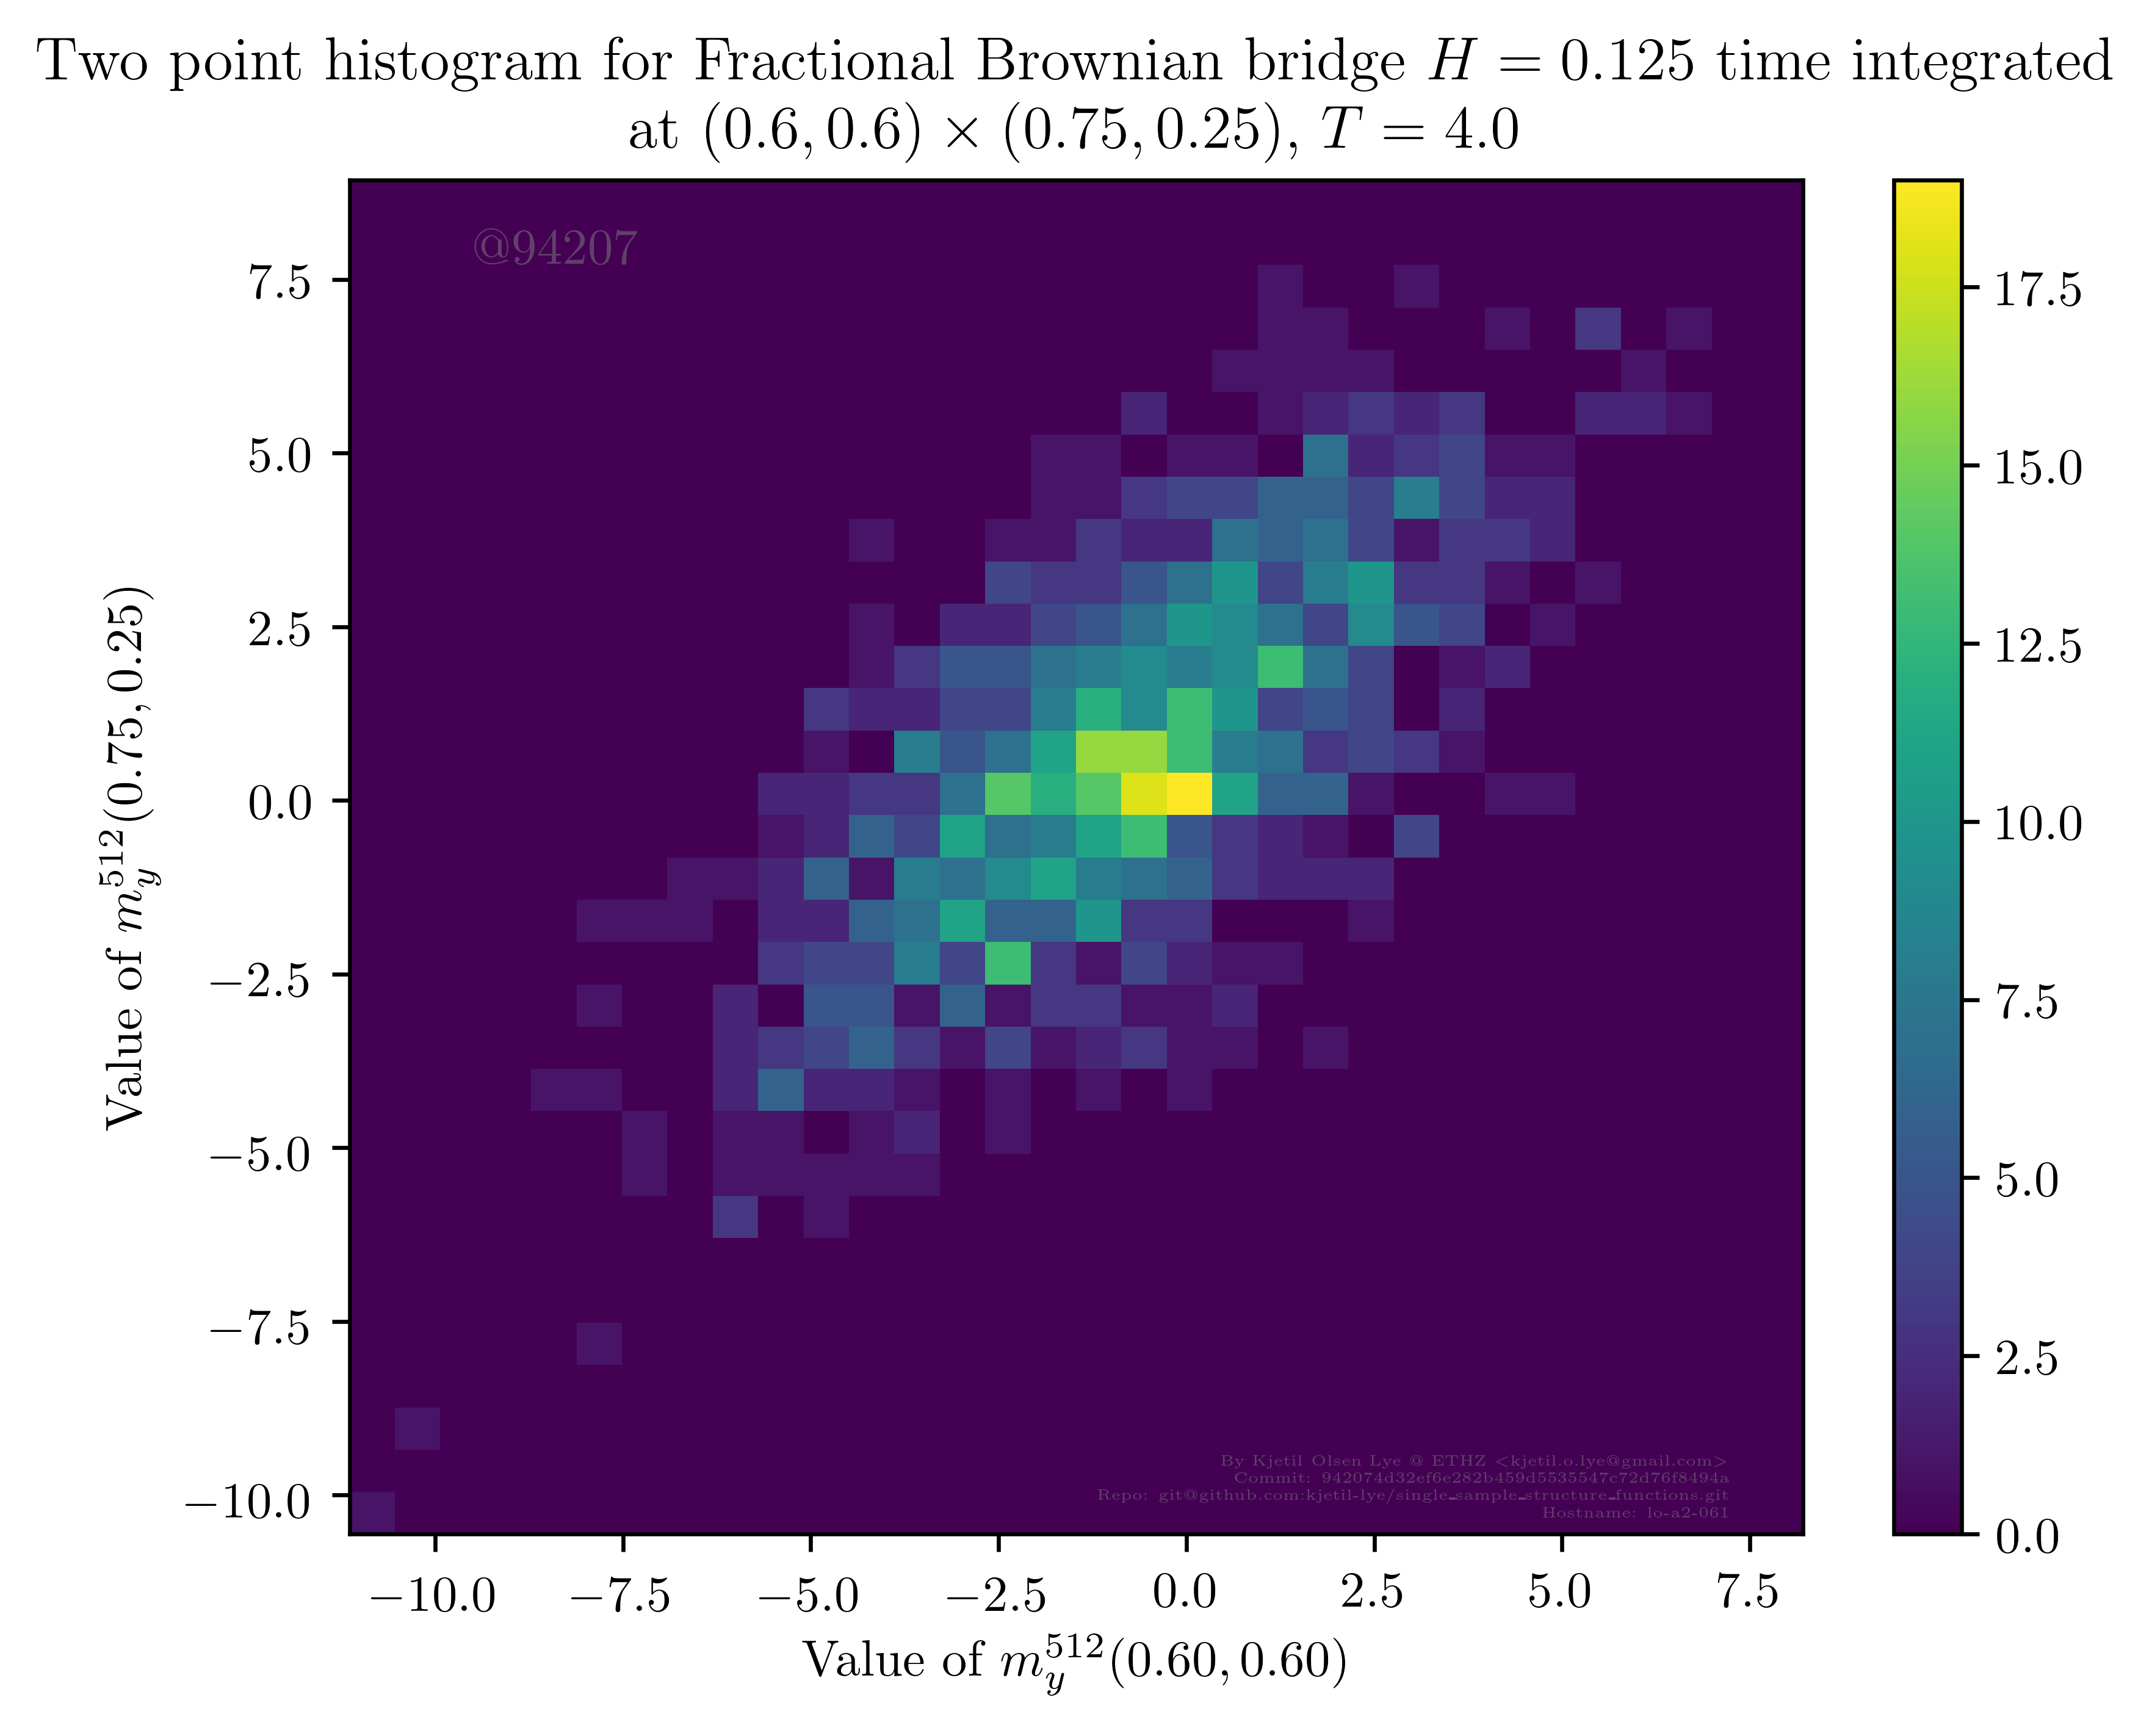 Two point histogram for Fractional Brownian bridge H = 0.125 time integrated
at (0.6, 0.6) × (0.75, 0.25), T = 4.0
@94207
7.5
5.0
2.5
0.0
−2.5
−5.0
−7.5
−10.0
Value of m_y^{512}(0.75, 0.25)
−10.0 −7.5 −5.0 −2.5 0.0 2.5 5.0 7.5
Value of m_y^{512}(0.60, 0.60)
17.5
15.0
12.5
10.0
7.5
5.0
2.5
0.0
By Kjetil Olsen Lye @ ETHZ <kjetil.o.lye@gmail.com>
Commit: 942074d32ef6e282b459d5535547c72d76f8494a
Repo: git@github.com:kjetil-lye/single_sample_structure_functions.git
Hostname: lo-a2-061